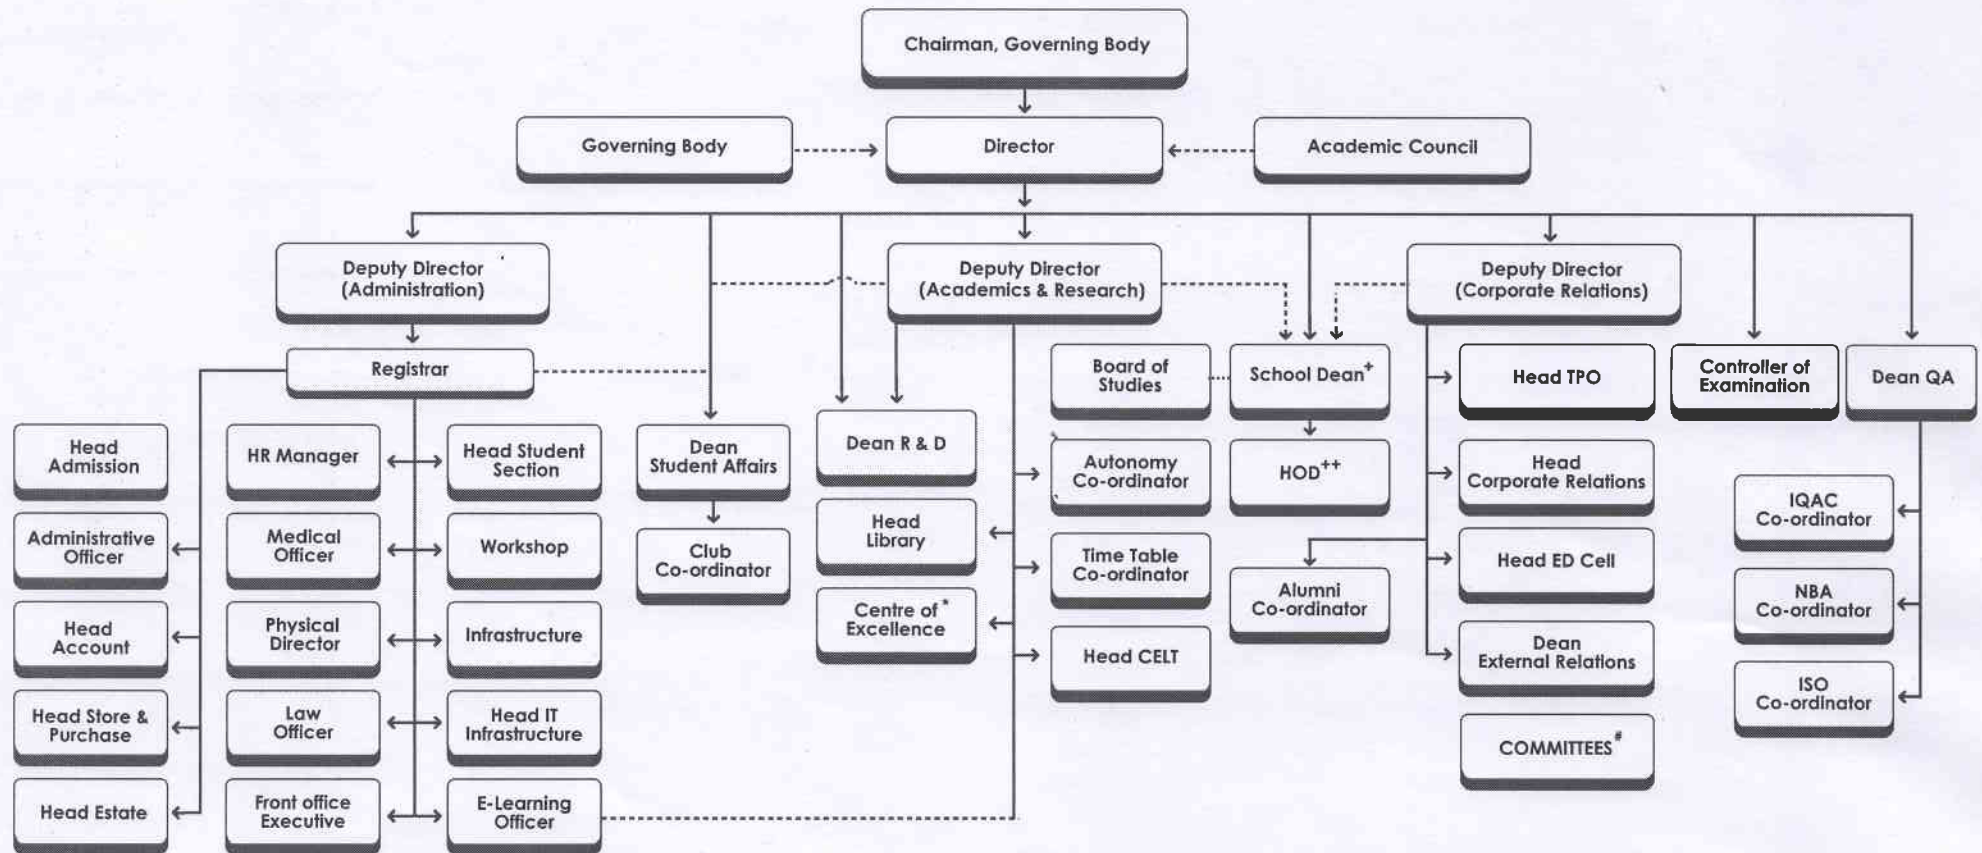 Chairman, Governing Body
Governing Body
Director
Academic Council
Deputy Director
(Administration)
Deputy Director
(Academics & Research)
Deputy Director
(Corporate Relations)
Registrar
Board of
Studies
School Dean+
Head TPO
Controller of
Examination
Dean QA
Head
Admission
HR Manager
Head Student
Section
Dean
Student Affairs
Dean R & D
Autonomy
Co-ordinator
HOD++
Head
Corporate Relations
IQAC
Co-ordinator
Administrative
Officer
Medical
Officer
Workshop
Club
Co-ordinator
Head
Library
Time Table
Co-ordinator
Alumni
Co-ordinator
Head ED Cell
NBA
Co-ordinator
Head
Account
Physical
Director
Infrastructure
Centre of*
Excellence
Head CELT
Dean
External Relations
ISO
Co-ordinator
Head Store &
Purchase
Law
Officer
Head IT
Infrastructure
COMMITTEES#
Head Estate
Front office
Executive
E-Learning
Officer